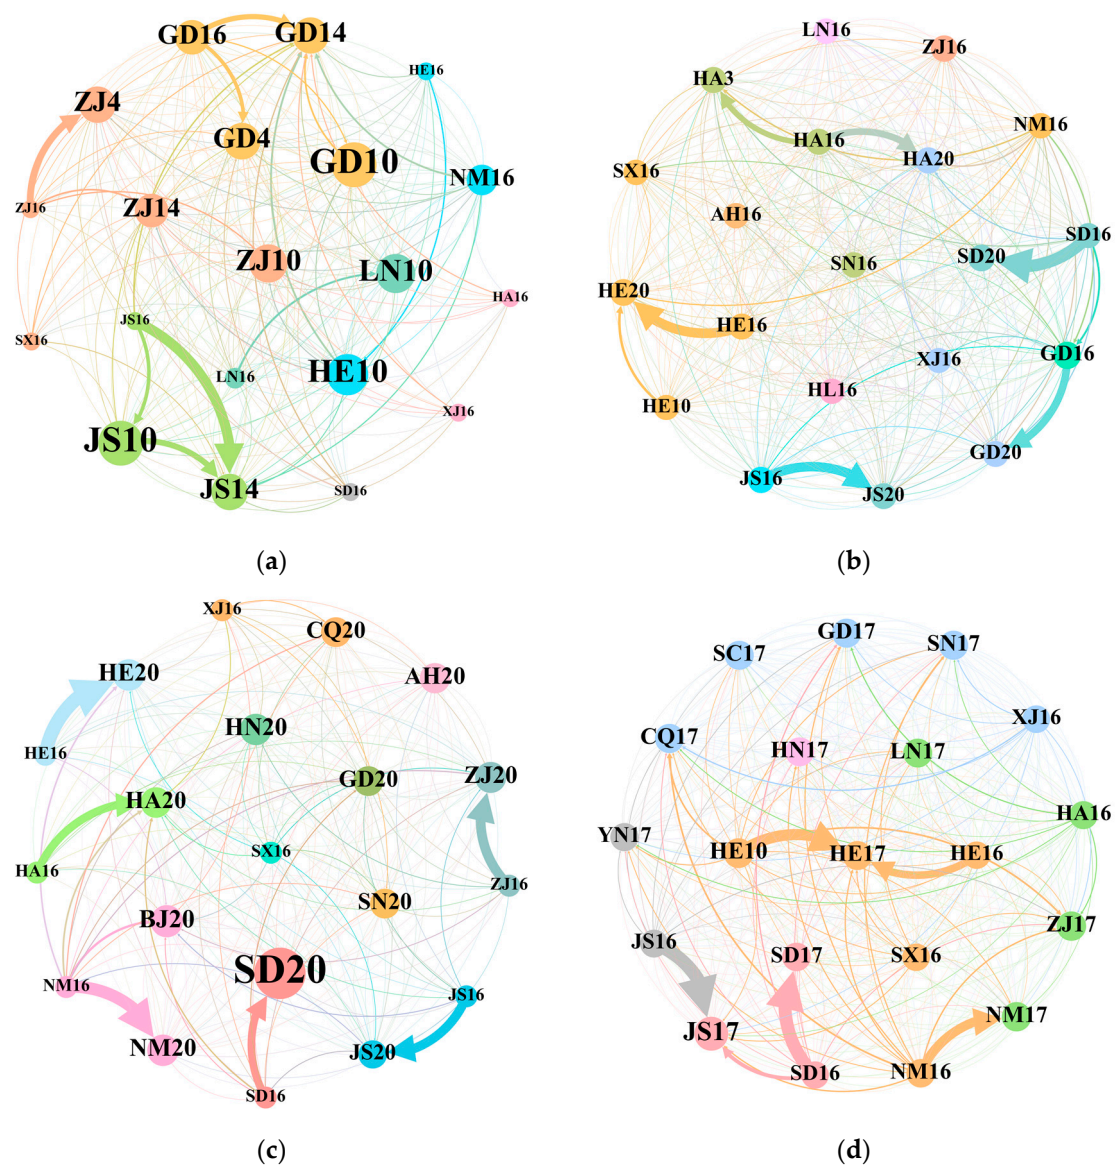 GD16
GD14
HE16
ZJ4
GD4
GD10
NM16
ZJ16
ZJ14
ZJ10
LN10
HA16
JS16
SX16
LN16
HE10
XJ16
JS10
JS14
SD16
(a)
LN16
ZJ16
HA3
HA16
NM16
HA20
SX16
AH16
SD16
SD20
SN16
HE20
HE16
XJ16
GD16
HL16
HE10
GD20
JS16
JS20
(b)
XJ16
CQ20
HE20
AH20
HN20
HE16
GD20
ZJ20
HA20
SX16
HA16
ZJ16
SN20
BJ20
SD20
NM16
JS16
NM20
JS20
SD16
(c)
GD17
SN17
SC17
XJ16
CQ17
HN17
LN17
HA16
YN17
HE10
HE17
HE16
ZJ17
JS16
SD17
SX16
NM17
JS17
SD16
NM16
(d)